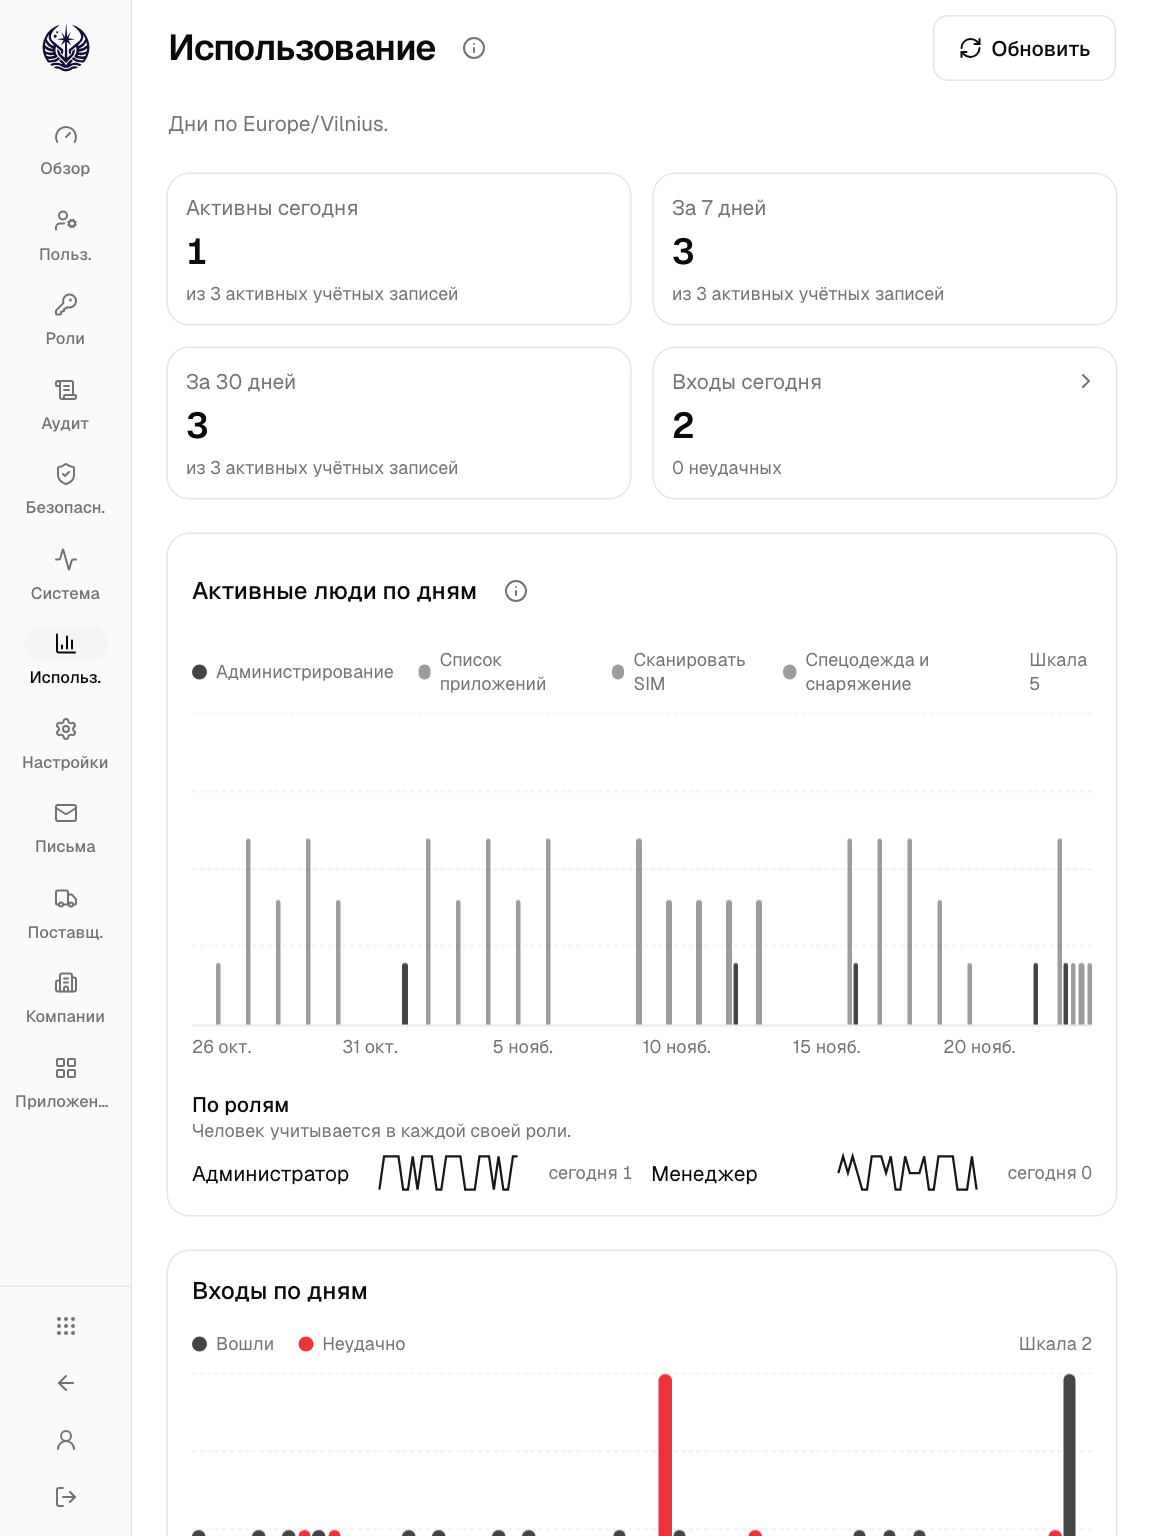 Использование
Обновить
Дни по Europe/Vilnius.
Обзор
Польз.
Роли
Аудит
Безопасн.
Система
Использ.
Настройки
Письма
Поставщ.
Компании
Приложен...
Активны сегодня
1
из 3 активных учётных записей
За 7 дней
3
из 3 активных учётных записей
За 30 дней
3
из 3 активных учётных записей
Входы сегодня
2
0 неудачных
Активные люди по дням
Администрирование
Список
приложений
Сканировать
SIM
Спецодежда и
снаряжение
Шкала
5
26 окт.
31 окт.
5 нояб.
10 нояб.
15 нояб.
20 нояб.
По ролям
Человек учитывается в каждой своей роли.
Администратор
сегодня 1
Менеджер
сегодня 0
Входы по дням
Вошли
Неудачно
Шкала 2